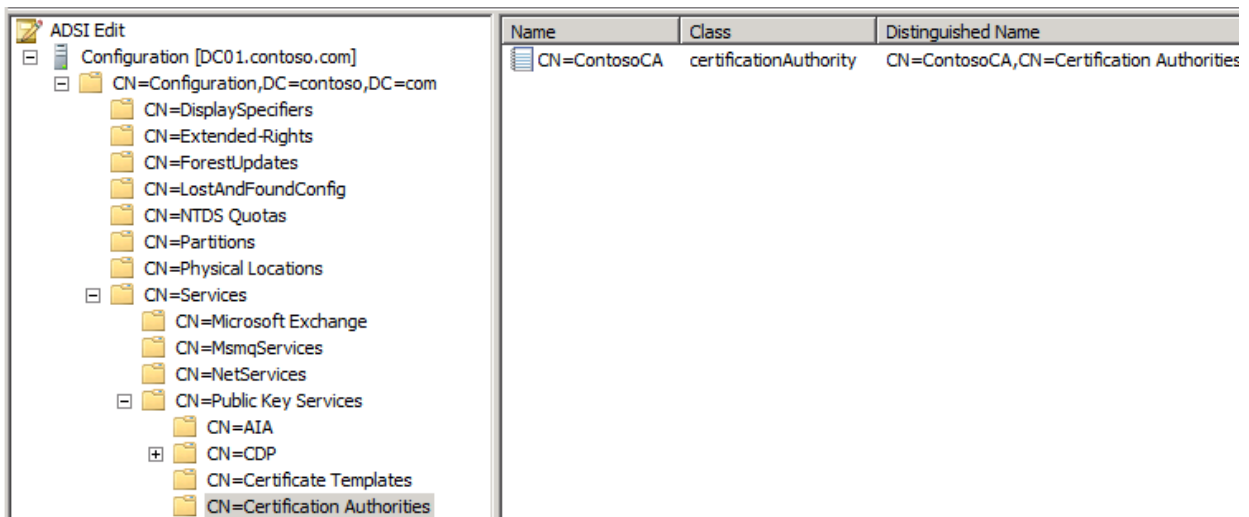 ADSI Edit
Configuration [DC01.contoso.com]
CN=Configuration,DC=contoso,DC=com
CN=DisplaySpecifiers
CN=Extended-Rights
CN=ForestUpdates
CN=LostAndFoundConfig
CN=NTDS Quotas
CN=Partitions
CN=Physical Locations
CN=Services
CN=Microsoft Exchange
CN=MsmqServices
CN=NetServices
CN=Public Key Services
CN=AIA
CN=CDP
CN=Certificate Templates
CN=Certification Authorities
Name Class Distinguished Name
CN=ContosoCA certificationAuthority CN=ContosoCA,CN=Certification Authorities